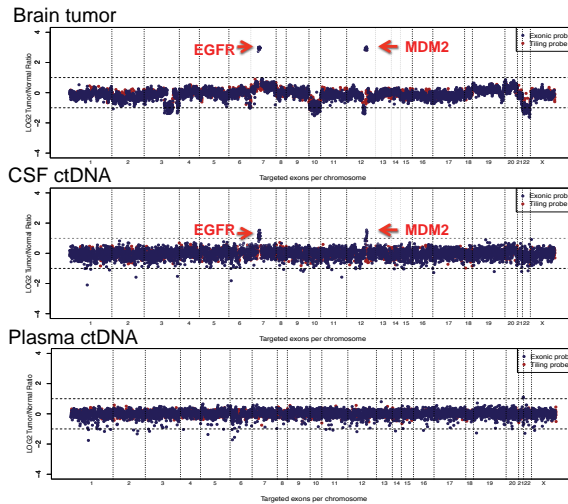 Brain tumor
Exonic probe
Tiling probe
EGFR
MDM2
LOG2 Tumor/Normal Ratio
4
2
0
-2
-4
1 2 3 4 5 6 7 8 9 10 11 12 13 14 15 16 17 18 19 20 2122 X
Targeted exons per chromosome
CSF ctDNA
Exonic probe
Tiling probe
EGFR
MDM2
LOG2 Tumor/Normal Ratio
4
2
0
-2
-4
1 2 3 4 5 6 7 8 9 10 11 12 13 14 15 16 17 18 19 20 2122 X
Targeted exons per chromosome
Plasma ctDNA
Exonic probe
Tiling probe
LOG2 Tumor/Normal Ratio
4
2
0
-2
-4
1 2 3 4 5 6 7 8 9 10 11 12 13 14 15 16 17 18 19 20 2122 X
Targeted exons per chromosome